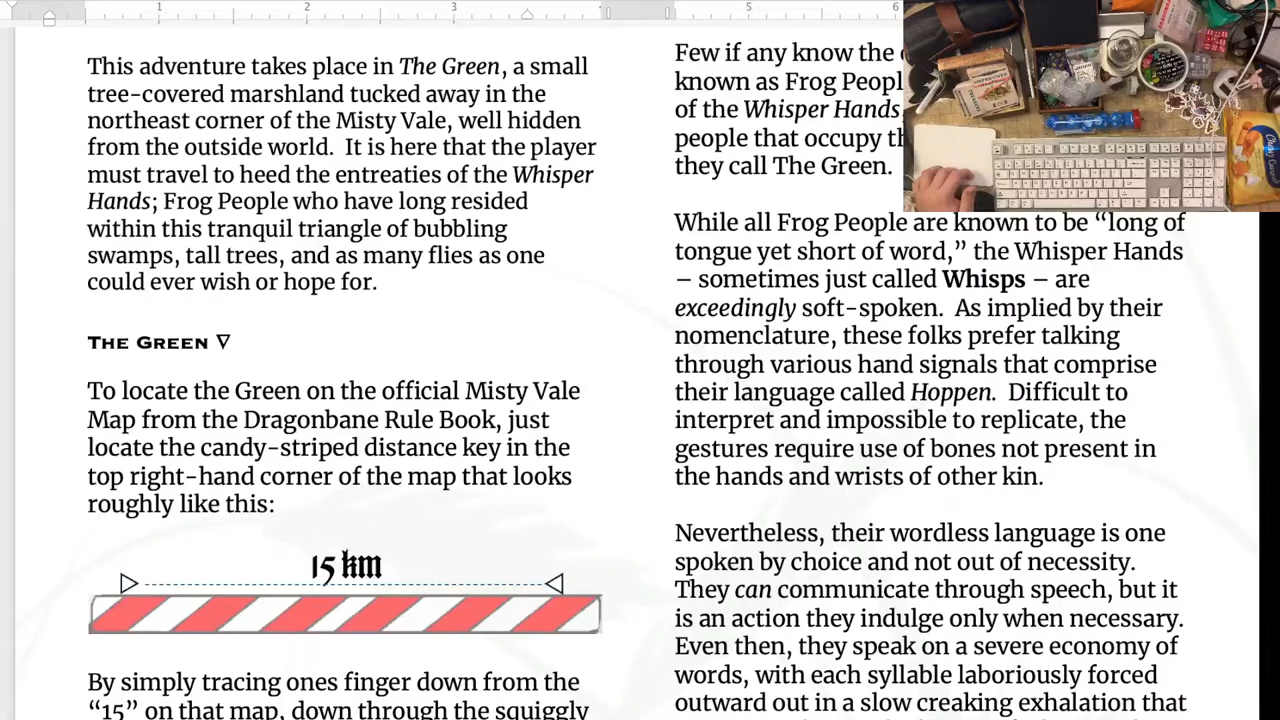 1 2 3 5 6
This adventure takes place in The Green, a small
tree-covered marshland tucked away in the
northeast corner of the Misty Vale, well hidden
from the outside world.  It is here that the player
must travel to heed the entreaties of the Whisper
Hands; Frog People who have long resided
within this tranquil triangle of bubbling
swamps, tall trees, and as many flies as one
could ever wish or hope for.
The Green ∇
To locate the Green on the official Misty Vale
Map from the Dragonbane Rule Book, just
locate the candy-striped distance key in the
top right-hand corner of the map that looks
roughly like this:
15 km
By simply tracing ones finger down from the
“15” on that map, down through the squiggly
Few if any know the
known as Frog Peopl
of the Whisper Hands
people that occupy th
they call The Green.
While all Frog People are known to be “long of
tongue yet short of word,” the Whisper Hands
– sometimes just called Whisps – are
exceedingly soft-spoken.  As implied by their
nomenclature, these folks prefer talking
through various hand signals that comprise
their language called Hoppen.  Difficult to
interpret and impossible to replicate, the
gestures require use of bones not present in
the hands and wrists of other kin.
Nevertheless, their wordless language is one
spoken by choice and not out of necessity.
They can communicate through speech, but it
is an action they indulge only when necessary.
Even then, they speak on a severe economy of
words, with each syllable laboriously forced
outward out in a slow creaking exhalation that